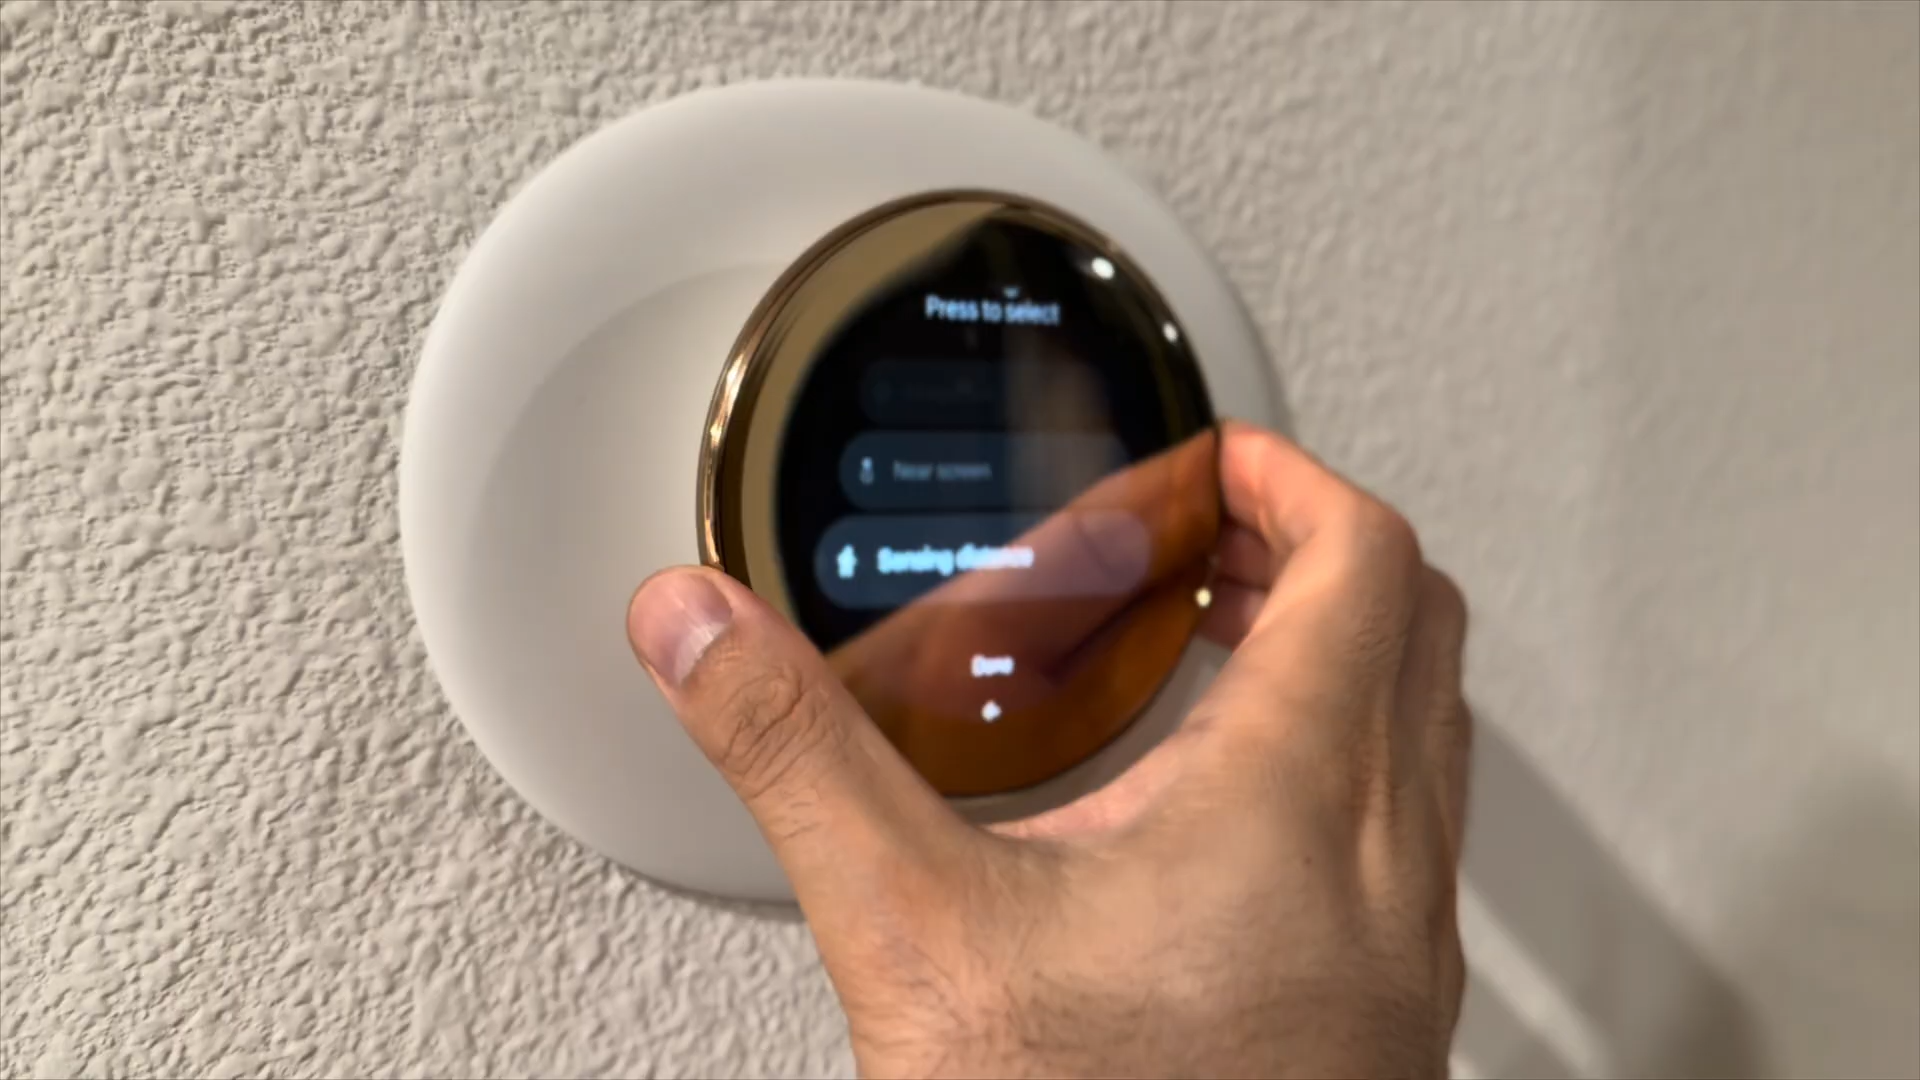 Press to select
Near screen
Sensing distance
Done